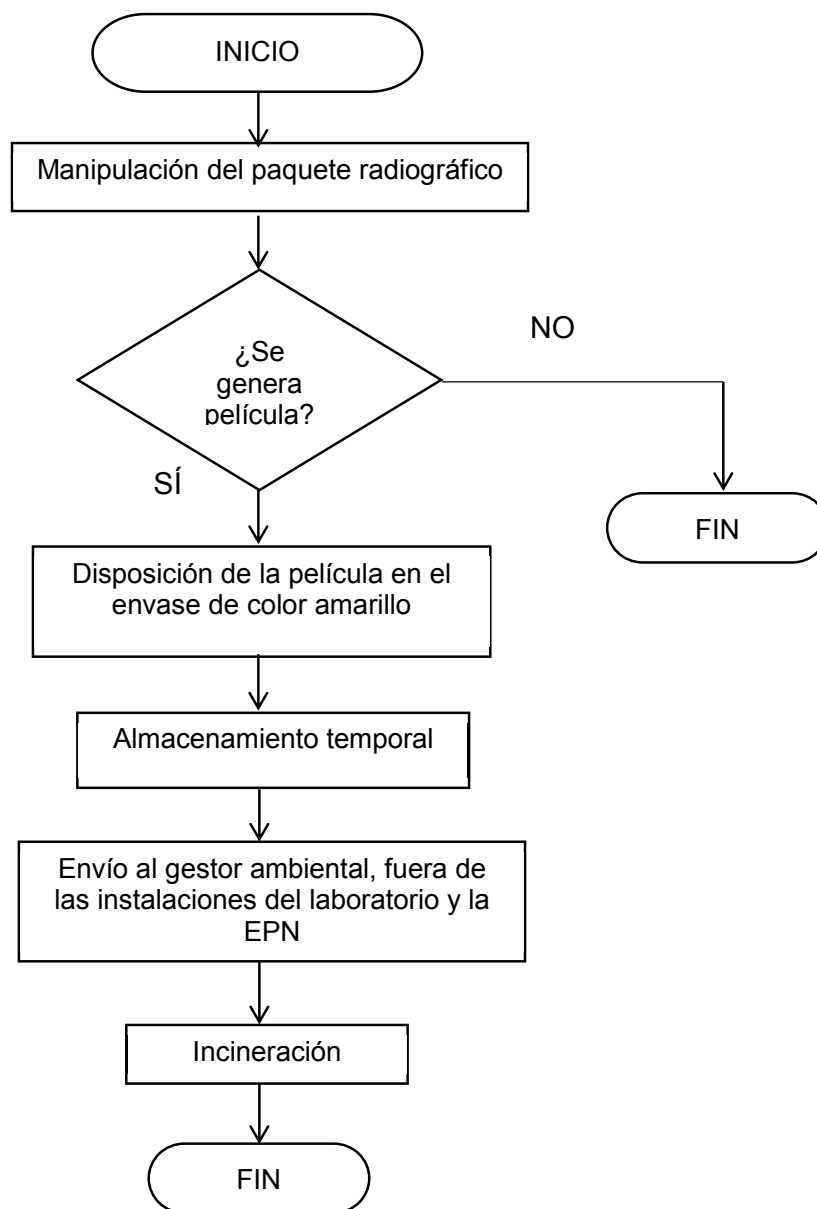 INICIO
Manipulación del paquete radiográfico
¿Se
genera
película?
NO
SÍ
FIN
Disposición de la película en el
envase de color amarillo
Almacenamiento temporal
Envío al gestor ambiental, fuera de
las instalaciones del laboratorio y la
EPN
Incineración
FIN